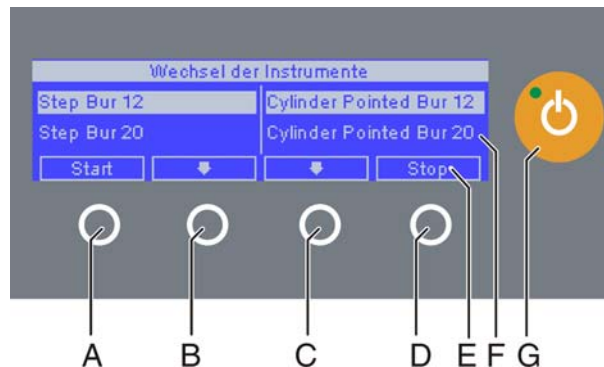 Wechsel der Instrumente
Step Bur 12 Cylinder Pointed Bur 12
Step Bur 20 Cylinder Pointed Bur 20
Start Stop
A B C D E F G